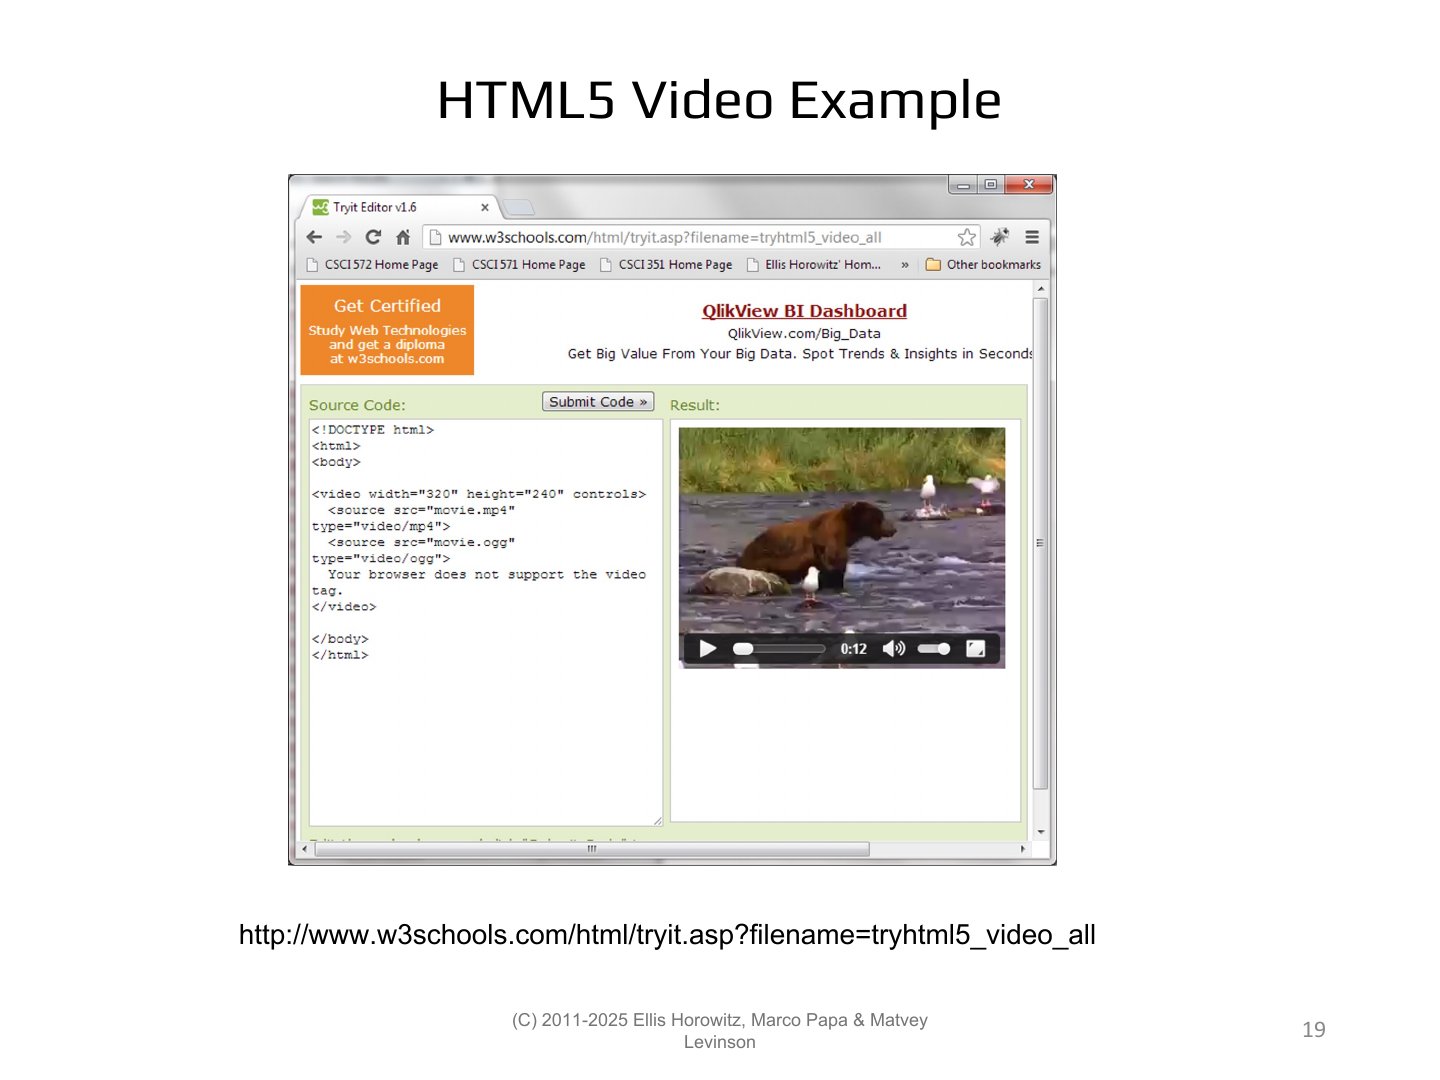 HTML5 Video Example
Tryit Editor v1.6
www.w3schools.com/html/tryit.asp?filename=tryhtml5_video_all
CSCI 572 Home Page CSCI 571 Home Page CSCI 351 Home Page Ellis Horowitz' Hom... » Other bookmarks
Get Certified
Study Web Technologies
and get a diploma
at w3schools.com
QlikView BI Dashboard
QlikView.com/Big_Data
Get Big Value From Your Big Data. Spot Trends & Insights in Seconds
Source Code:
Submit Code »
<!DOCTYPE html>
<html>
<body>
<video width="320" height="240" controls>
<source src="movie.mp4"
type="video/mp4">
<source src="movie.ogg"
type="video/ogg">
Your browser does not support the video
tag.
</video>
</body>
</html>
Result:
0:12
http://www.w3schools.com/html/tryit.asp?filename=tryhtml5_video_all
(C) 2011-2025 Ellis Horowitz, Marco Papa & Matvey
Levinson
19